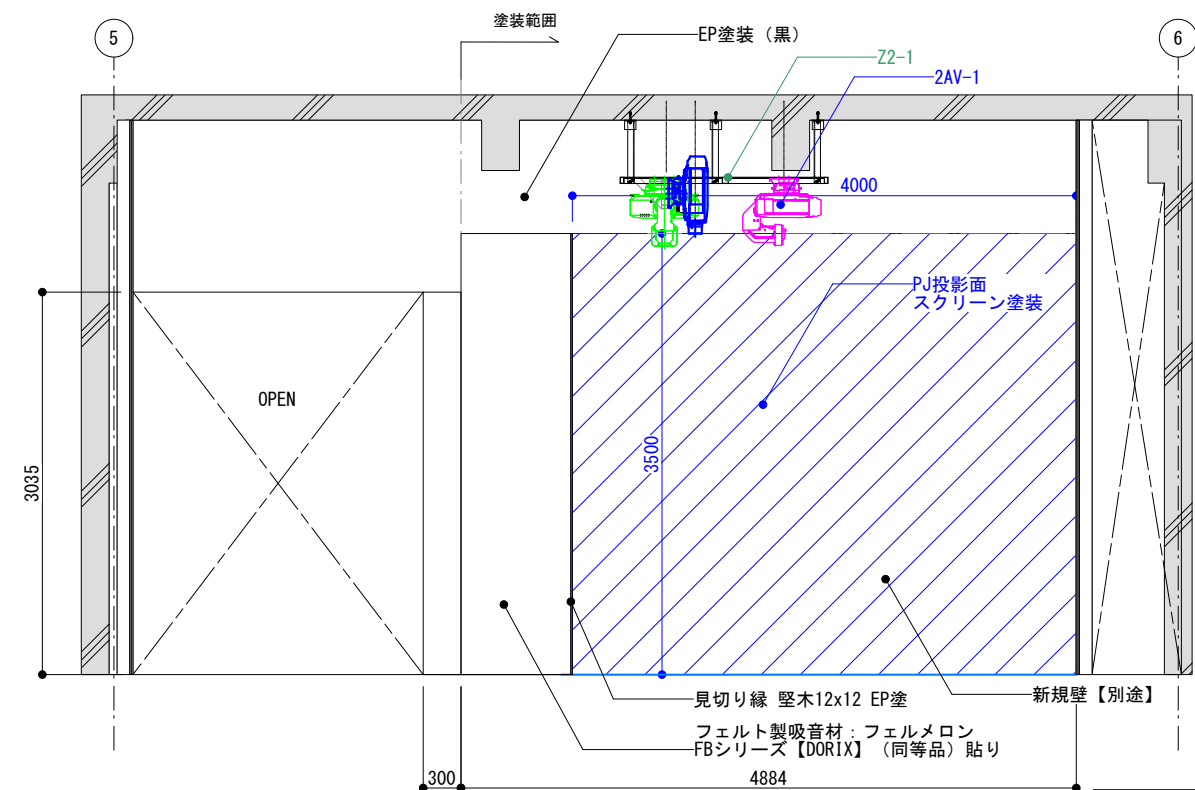 塗装範囲
5
EP塗装（黒）
6
Z2-1
2AV-1
4000
PJ投影面
スクリーン塗装
OPEN
3500
3035
見切り縁 堅木12x12 EP塗
新規壁【別途】
フェルト製吸音材：フェルメロン
FBシリーズ【DORIX】（同等品）貼り
300
4884